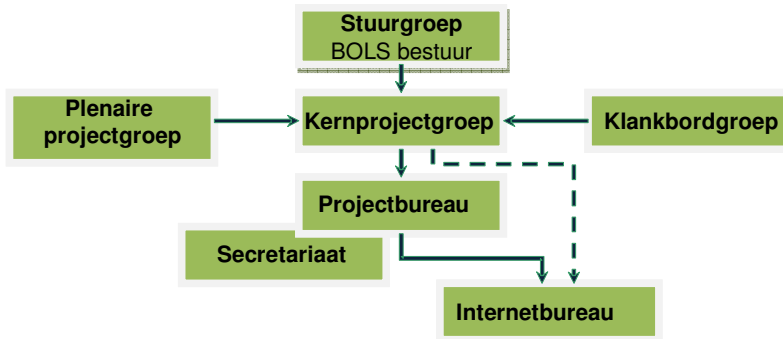 Stuurgroep
BOLS bestuur
Plenaire
projectgroep
Kernprojectgroep
Klankbordgroep
Projectbureau
Secretariaat
Internetbureau